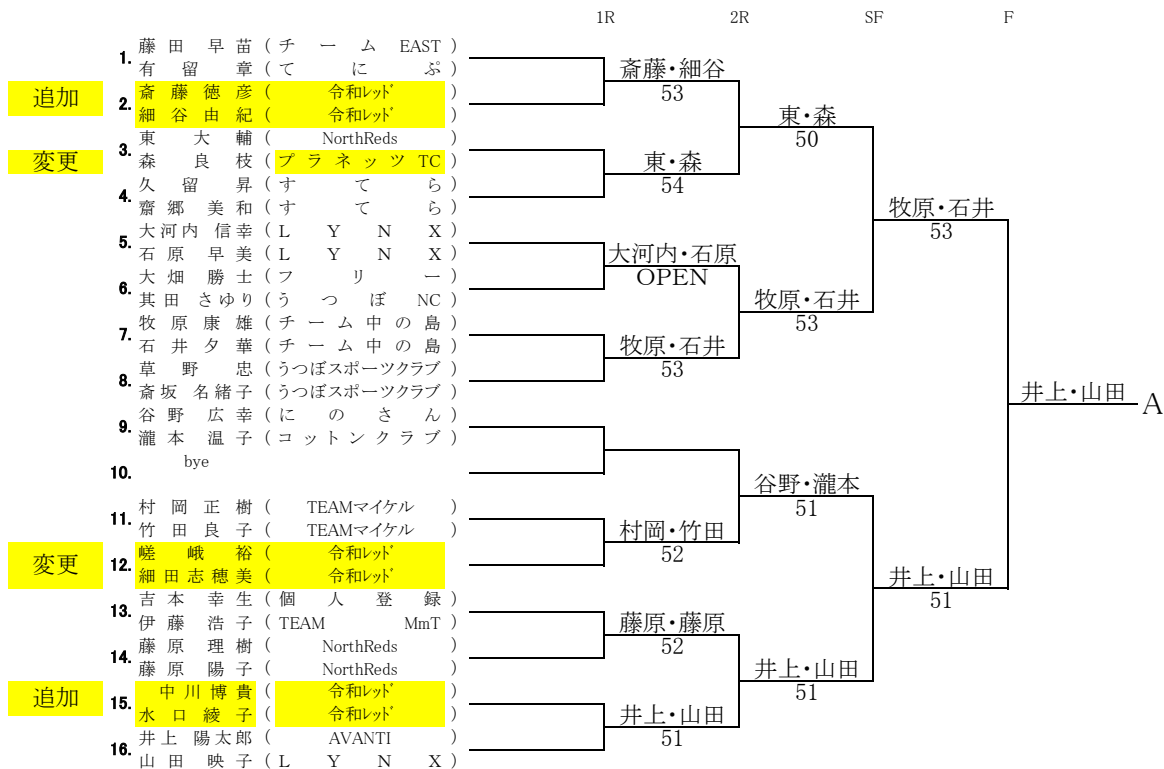 1R 2R SF F
1. 藤田早苗 (チーム EAST)
有留章 (てにぷ)
追加 2. 斎藤徳彦 (令和レッド)
細谷由紀 (令和レッド)
3. 東大輔 (NorthReds)
変更 森良枝 (プラネッツTC)
4. 久留昇 (すてら)
齋郷美和 (すてら)
5. 大河内 信幸 (LYNX)
石原早美 (LYNX)
6. 大畑勝士 (フリー)
其田 さゆり (うつぼ NC)
7. 牧原康雄 (チーム中の島)
石井夕華 (チーム中の島)
8. 草野忠 (うつぼスポーツクラブ)
斎坂 名緒子 (うつぼスポーツクラブ)
9. 谷野広幸 (にのさん)
瀧本温子 (コットンクラブ)
10. bye
11. 村岡正樹 (TEAMマイケル)
竹田良子 (TEAMマイケル)
変更 12. 嵯峨裕 (令和レッド)
細田志穂美 (令和レッド)
13. 吉本幸生 (個人登録)
伊藤浩子 (TEAM MmT)
14. 藤原理樹 (NorthReds)
藤原陽子 (NorthReds)
追加 15. 中川博貴 (令和レッド)
水口綾子 (令和レッド)
16. 井上 陽太郎 (AVANTI)
山田映子 (LYNX)
斎藤・細谷
53
東・森
54
大河内・石原
OPEN
牧原・石井
53
村岡・竹田
52
藤原・藤原
52
井上・山田
51
東・森
50
牧原・石井
53
谷野・瀧本
51
井上・山田
51
牧原・石井
53
井上・山田
51
井上・山田
A